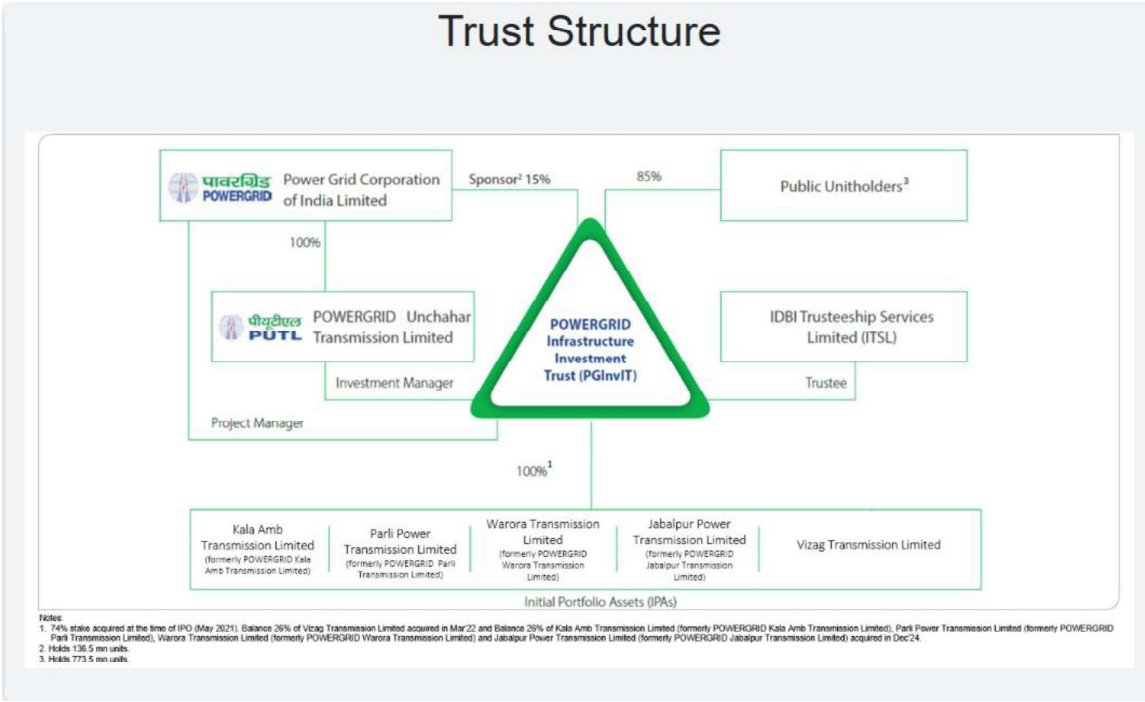 Trust Structure
पावरग्रिड
POWERGRID
Power Grid Corporation
of India Limited
Sponsor² 15%
85%
Public Unitholders³
100%
पीयूटीएल
PUTL
POWERGRID Unchahar
Transmission Limited
POWERGRID
Infrastructure
Investment
Trust (PGInvIT)
IDBI Trusteeship Services
Limited (ITSL)
Investment Manager
Trustee
Project Manager
100%¹
Kala Amb
Transmission Limited
(formerly POWERGRID Kala
Amb Transmission Limited)
Parli Power
Transmission Limited
(formerly POWERGRID Parli
Transmission Limited)
Warora Transmission
Limited
(formerly POWERGRID
Warora Transmission
Limited)
Jabalpur Power
Transmission Limited
(formerly POWERGRID
Jabalpur Transmission
Limited)
Vizag Transmission Limited
Initial Portfolio Assets (IPAs)
Notes:
1. 74% stake acquired at the time of IPO (May 2021). Balance 26% of Vizag Transmission Limited acquired in Mar'22 and Balance 26% of Kala Amb Transmission Limited (formerly POWERGRID Kala Amb Transmission Limited), Parli Power Transmission Limited (formerly POWERGRID
Parli Transmission Limited), Warora Transmission Limited (formerly POWERGRID Warora Transmission Limited) and Jabalpur Power Transmission Limited (formerly POWERGRID Jabalpur Transmission Limited) acquired in Dec'24.
2. Holds 136.5 mn units.
3. Holds 773.5 mn units.